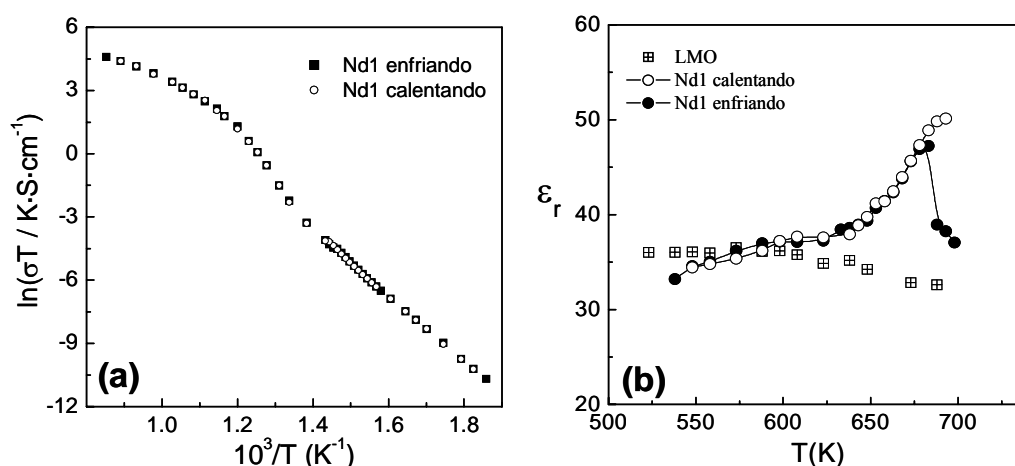 6
3
0
-3
-6
-9
-12
ln(σT / K·S·cm⁻¹)
Nd1 enfriando
Nd1 calentando
(a)
1.0
1.2
1.4
1.6
1.8
10³/T (K⁻¹)
60
50
40
30
20
εr
LMO
Nd1 calentando
Nd1 enfriando
(b)
500
550
600
650
700
T(K)